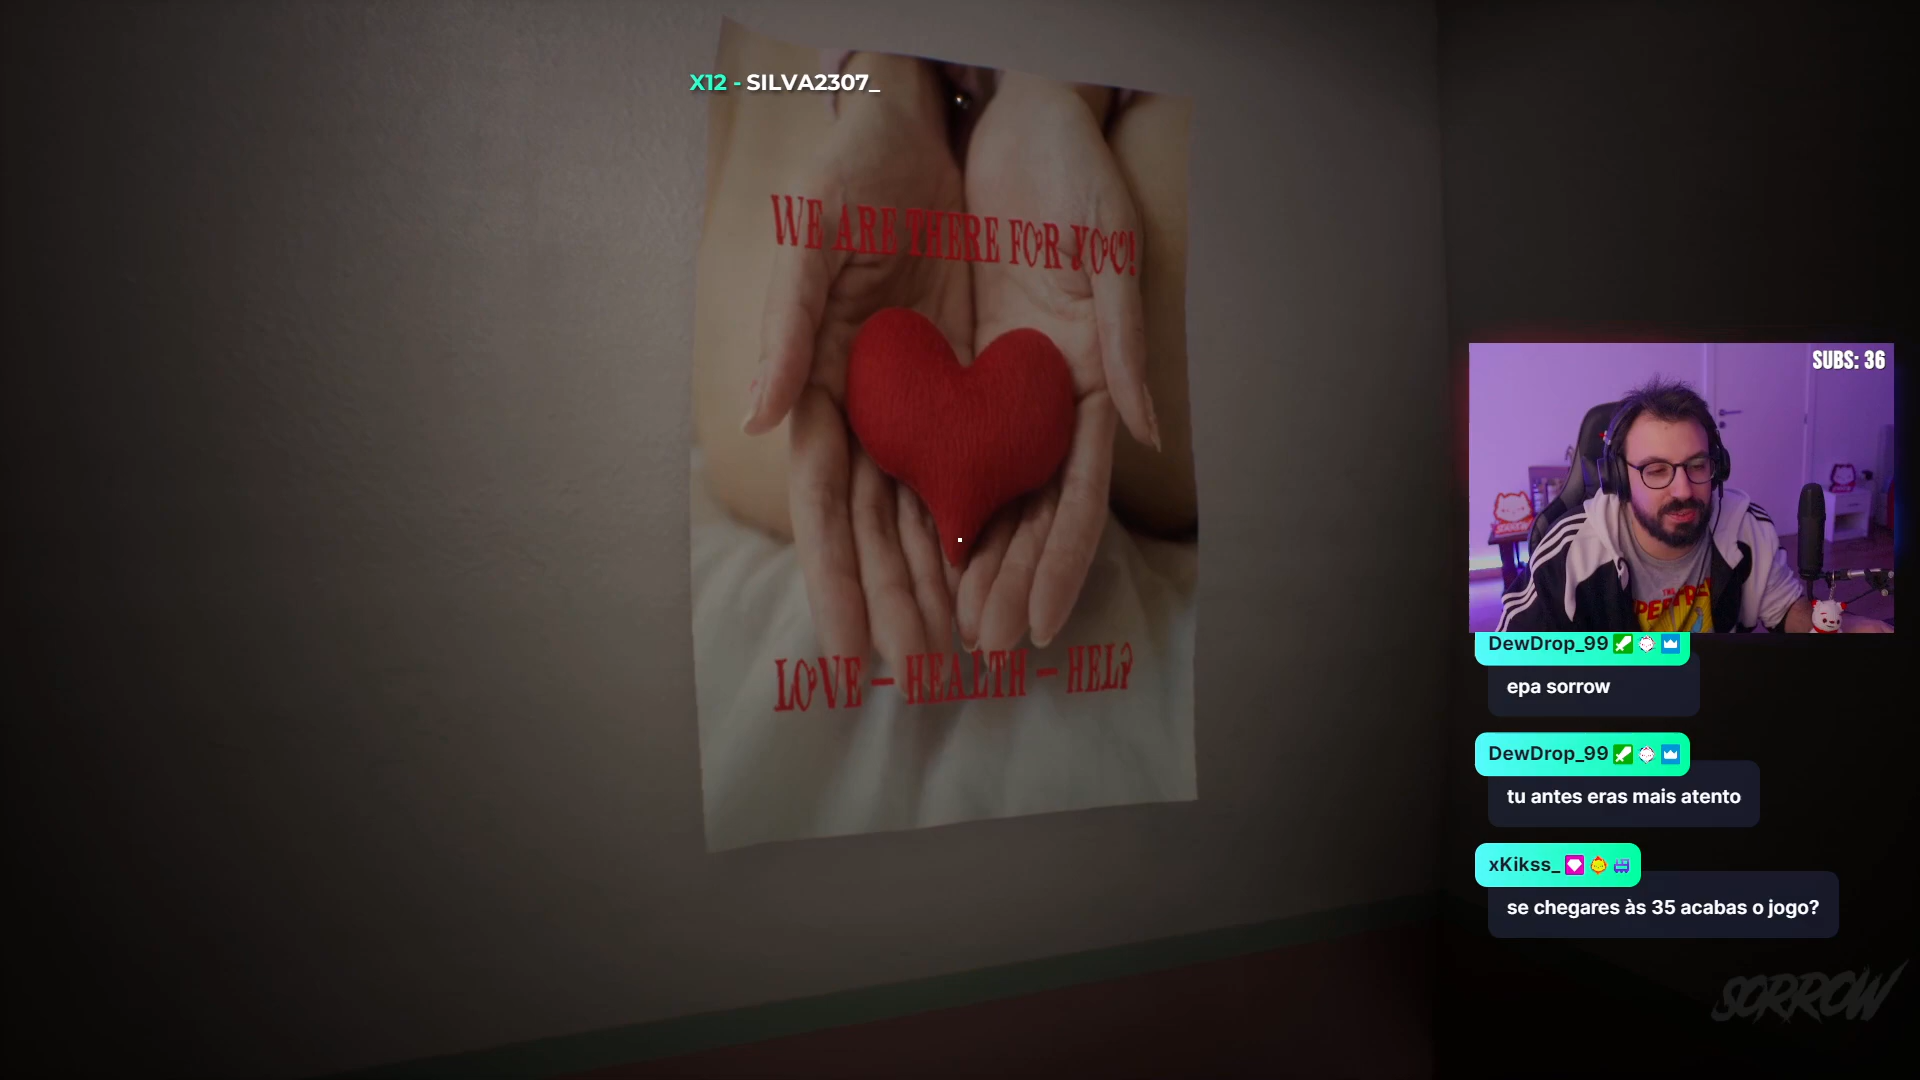 X12 - SILVA2307_
WE ARE THERE FOR YOU!
LOVE – HEALTH – HELP
SUBS: 36
DewDrop_99
epa sorrow
DewDrop_99
tu antes eras mais atento
xKikss_
se chegares às 35 acabas o jogo?
SORROW